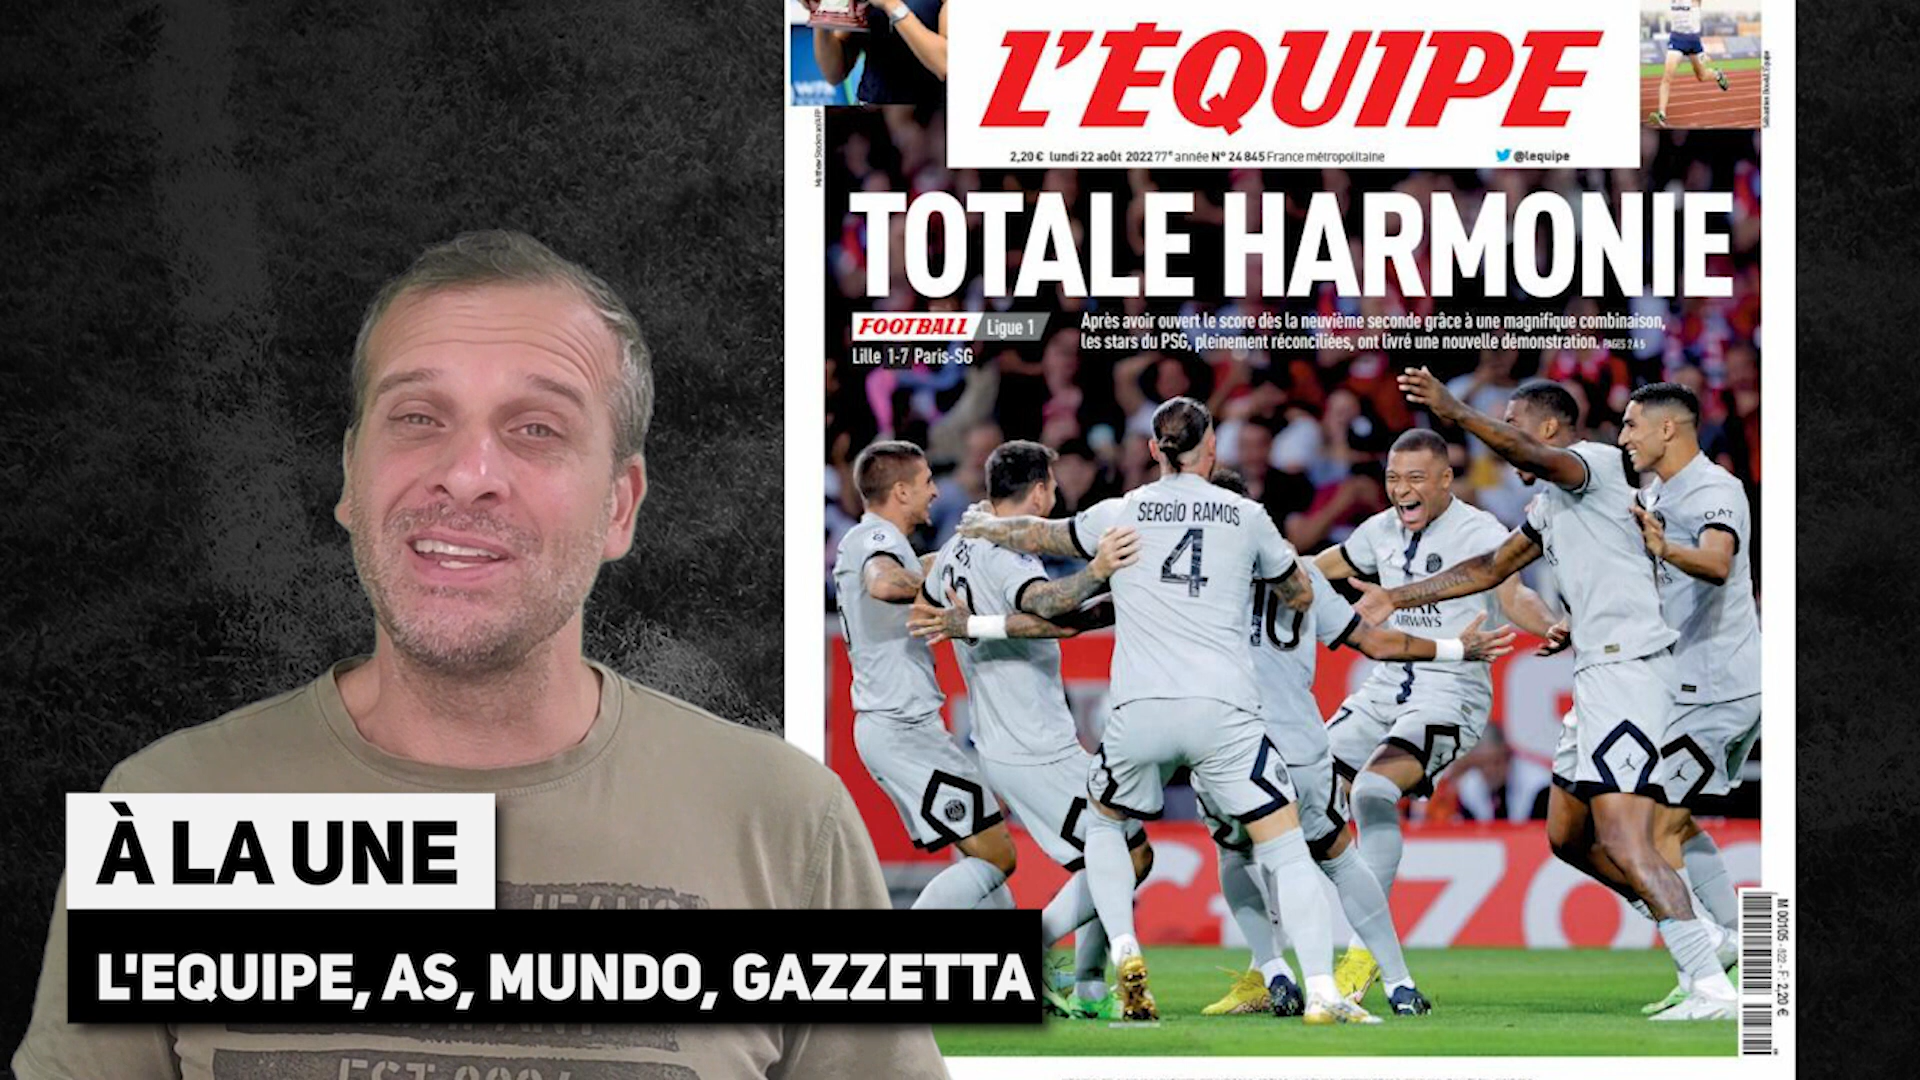 L'ÉQUIPE
2,20 € lundi 22 août 2022 77e année N° 24 845 France métropolitaine
@lequipe
TOTALE HARMONIE
FOOTBALL Ligue 1
Lille 1-7 Paris-SG
Après avoir ouvert le score dès la neuvième seconde grâce à une magnifique combinaison,
les stars du PSG, pleinement réconciliées, ont livré une nouvelle démonstration. PAGES 2 À 5
SERGIO RAMOS
4
10
AIRWAYS
OAT
À LA UNE
L'EQUIPE, AS, MUNDO, GAZZETTA